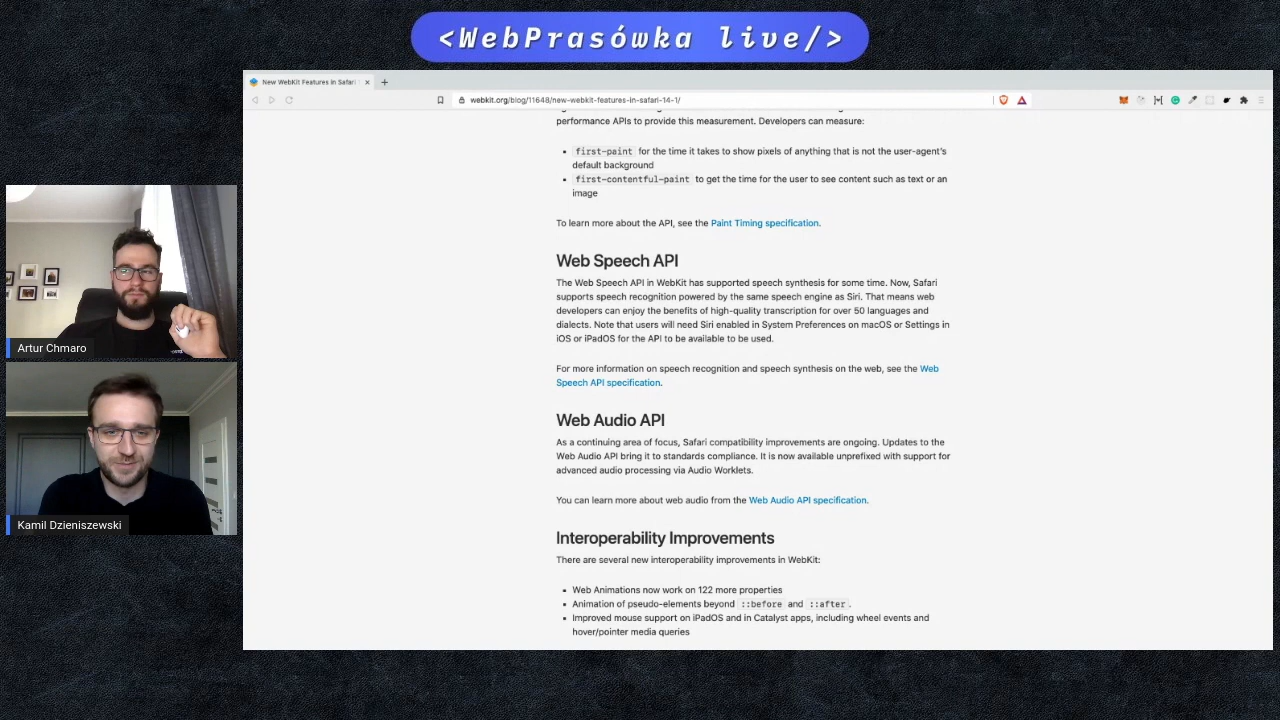 <WebPrasówka live/>
New WebKit Features in Safari
webkit.org/blog/11648/new-webkit-features-in-safari-14-1/
performance APIs to provide this measurement. Developers can measure:
first-paint for the time it takes to show pixels of anything that is not the user-agent's
default background
first-contentful-paint to get the time for the user to see content such as text or an
image
To learn more about the API, see the Paint Timing specification.
Web Speech API
The Web Speech API in WebKit has supported speech synthesis for some time. Now, Safari
supports speech recognition powered by the same speech engine as Siri. That means web
developers can enjoy the benefits of high-quality transcription for over 50 languages and
dialects. Note that users will need Siri enabled in System Preferences on macOS or Settings in
iOS or iPadOS for the API to be available to be used.
For more information on speech recognition and speech synthesis on the web, see the Web
Speech API specification.
Web Audio API
As a continuing area of focus, Safari compatibility improvements are ongoing. Updates to the
Web Audio API bring it to standards compliance. It is now available unprefixed with support for
advanced audio processing via Audio Worklets.
You can learn more about web audio from the Web Audio API specification.
Interoperability Improvements
There are several new interoperability improvements in WebKit:
Web Animations now work on 122 more properties
Animation of pseudo-elements beyond ::before and ::after.
Improved mouse support on iPadOS and in Catalyst apps, including wheel events and
hover/pointer media queries
Artur Chmaro
Kamil Dzieniszewski